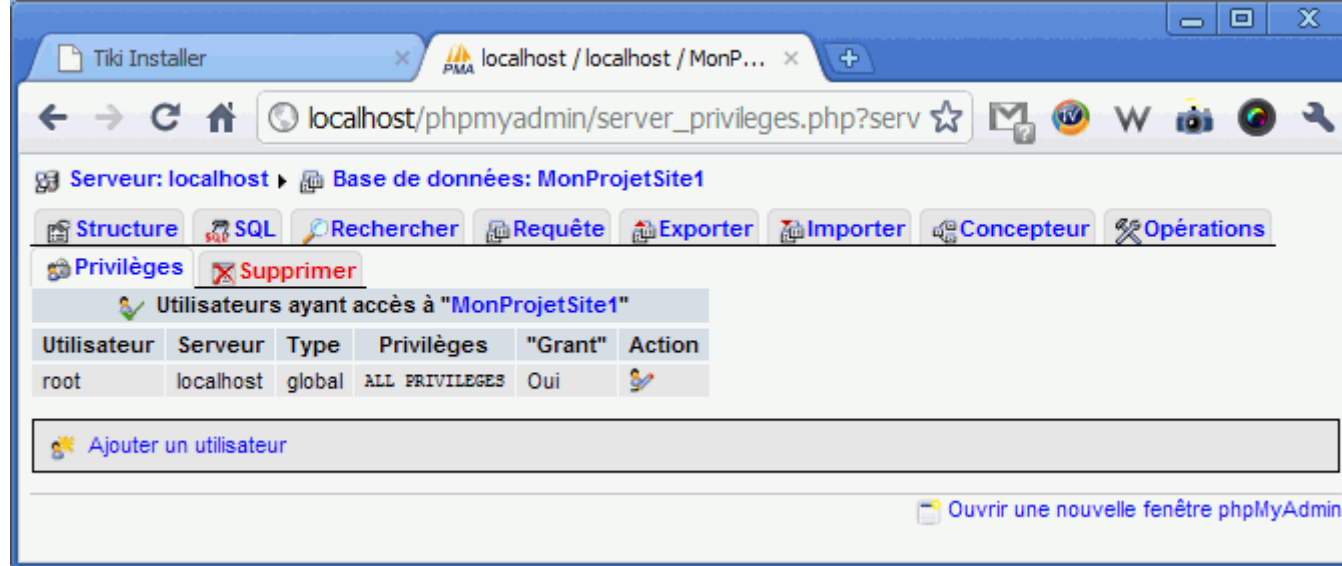 Tiki Installer
PMA localhost / localhost / MonP...
localhost/phpmyadmin/server_privileges.php?serv
Serveur: localhost Base de données: MonProjetSite1
Structure SQL Rechercher Requête Exporter Importer Concepteur Opérations
Privilèges Supprimer
Utilisateurs ayant accès à "MonProjetSite1"
Utilisateur Serveur Type Privilèges "Grant" Action
root localhost global ALL PRIVILEGES Oui
Ajouter un utilisateur
Ouvrir une nouvelle fenêtre phpMyAdmin